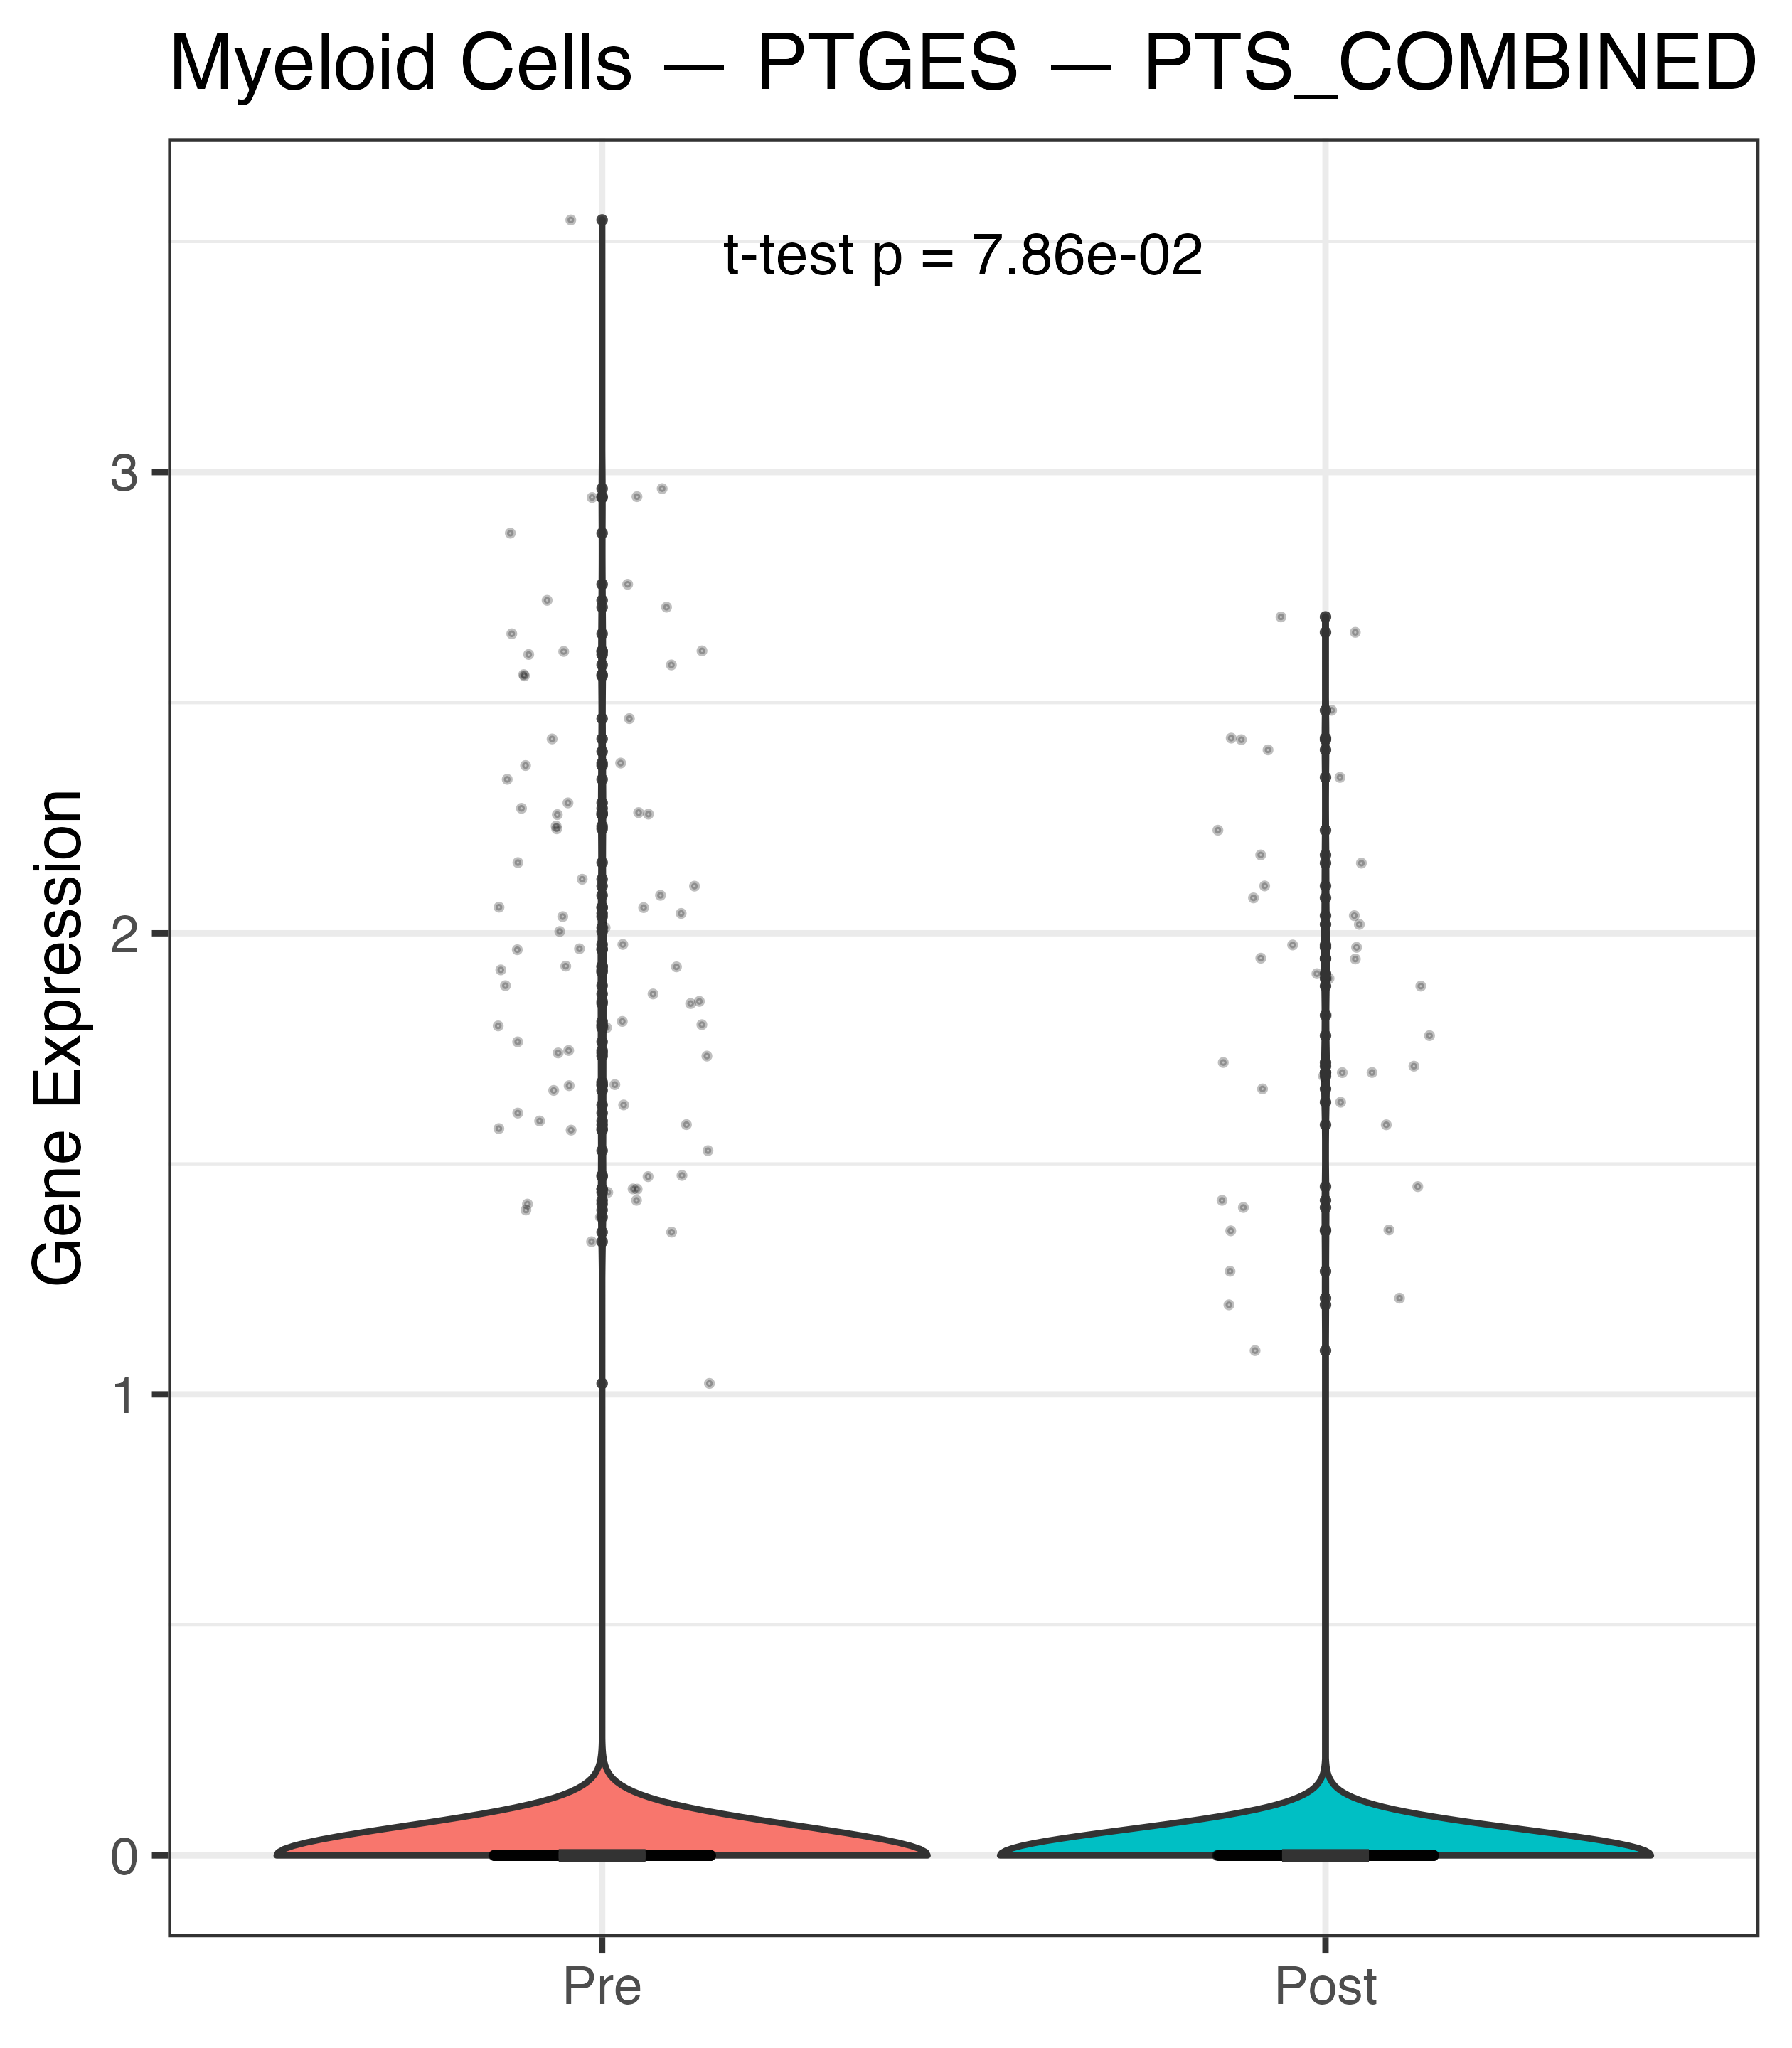 Myeloid Cells — PTGES — PTS_COMBINED
t-test p = 7.86e-02
Gene Expression
3
2
1
0
Pre Post